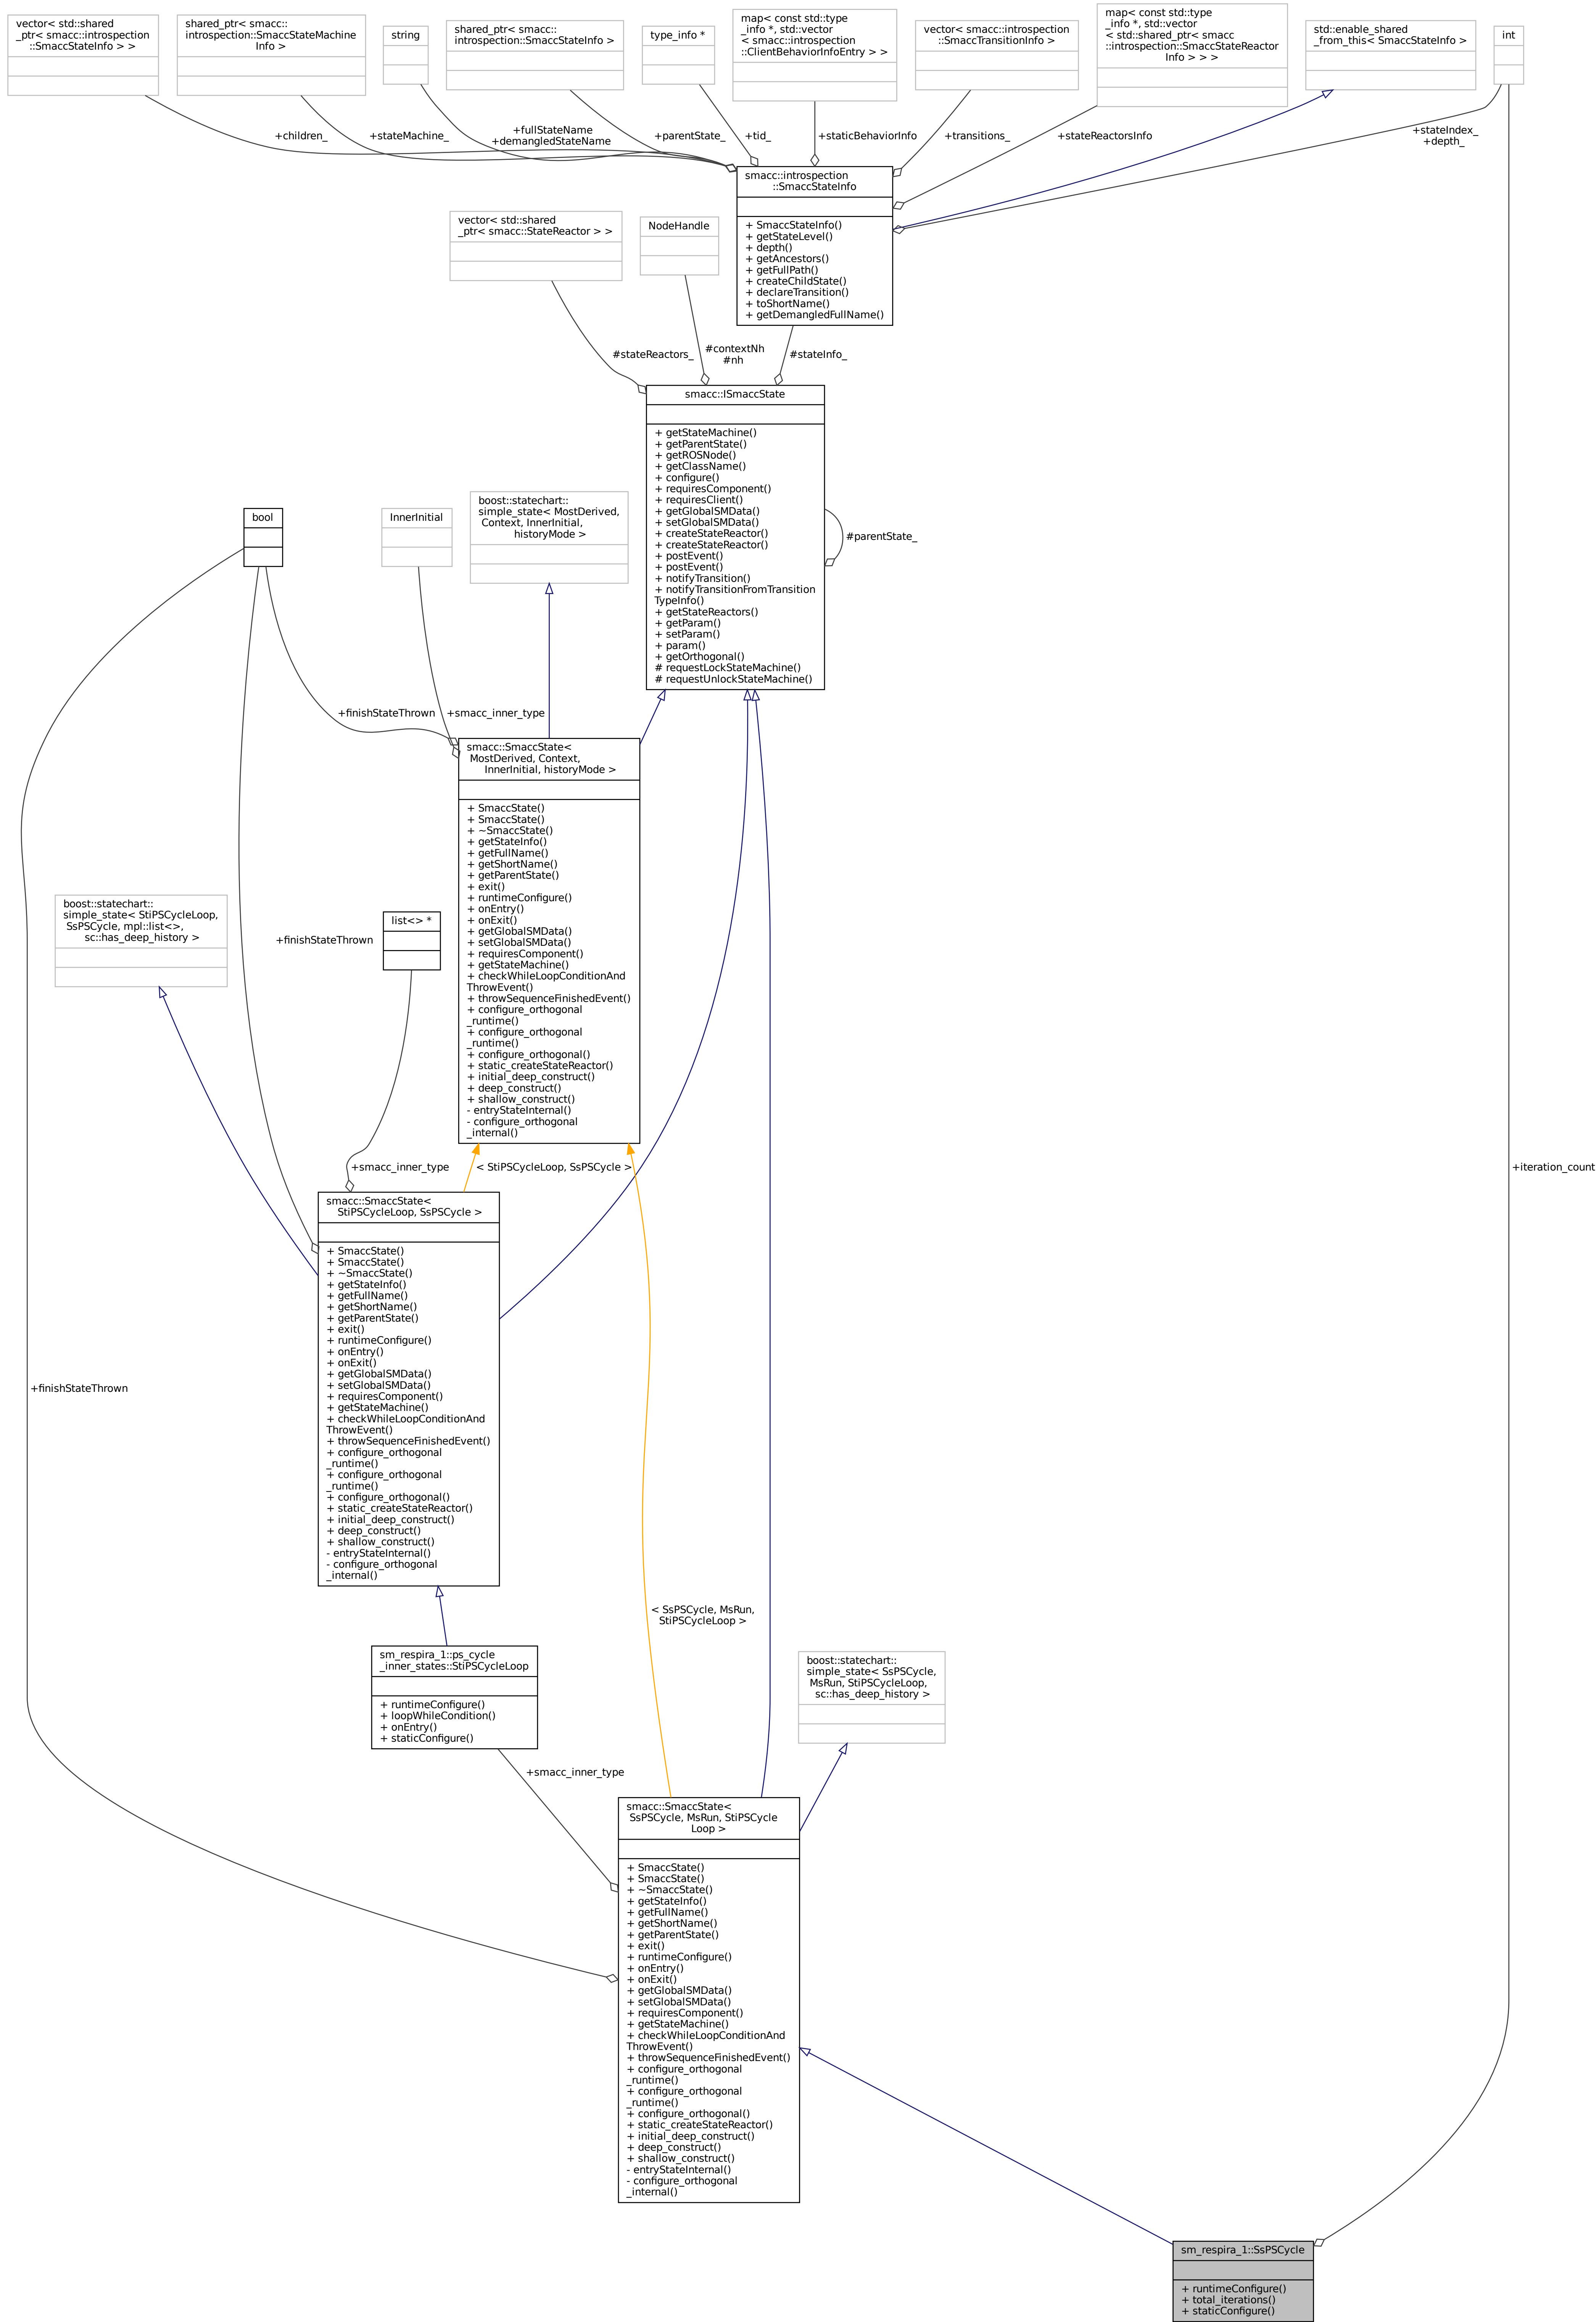 vector< std::shared
_ptr< smacc::introspection
::SmaccStateInfo > >
shared_ptr< smacc::
introspection::SmaccStateMachine
Info >
string
shared_ptr< smacc::
introspection::SmaccStateInfo >
type_info *
map< const std::type
_info *, std::vector
< smacc::introspection
::ClientBehaviorInfoEntry > >
vector< smacc::introspection
::SmaccTransitionInfo >
map< const std::type
_info *, std::vector
< std::shared_ptr< smacc
::introspection::SmaccStateReactor
Info > > >
std::enable_shared
_from_this< SmaccStateInfo >
int
+children_
+stateMachine_
+fullStateName
+demangledStateName
+parentState_
+tid_
+staticBehaviorInfo
+transitions_
+stateReactorsInfo
+stateIndex_
+depth_
smacc::introspection
::SmaccStateInfo
+ SmaccStateInfo()
+ getStateLevel()
+ depth()
+ getAncestors()
+ getFullPath()
+ createChildState()
+ declareTransition()
+ toShortName()
+ getDemangledFullName()
vector< std::shared
_ptr< smacc::StateReactor > >
NodeHandle
#stateReactors_
#contextNh
#nh
#stateInfo_
smacc::ISmaccState
+ getStateMachine()
+ getParentState()
+ getROSNode()
+ getClassName()
+ configure()
+ requiresComponent()
+ requiresClient()
+ getGlobalSMData()
+ setGlobalSMData()
+ createStateReactor()
+ createStateReactor()
+ postEvent()
+ postEvent()
+ notifyTransition()
+ notifyTransitionFromTransition
TypeInfo()
+ getStateReactors()
+ getParam()
+ setParam()
+ param()
+ getOrthogonal()
# requestLockStateMachine()
# requestUnlockStateMachine()
#parentState_
bool
InnerInitial
boost::statechart::
simple_state< MostDerived,
Context, InnerInitial,
historyMode >
+finishStateThrown
+smacc_inner_type
smacc::SmaccState<
MostDerived, Context,
InnerInitial, historyMode >
+ SmaccState()
+ SmaccState()
+ ~SmaccState()
+ getStateInfo()
+ getFullName()
+ getShortName()
+ getParentState()
+ exit()
+ runtimeConfigure()
+ onEntry()
+ onExit()
+ getGlobalSMData()
+ setGlobalSMData()
+ requiresComponent()
+ getStateMachine()
+ checkWhileLoopConditionAnd
ThrowEvent()
+ throwSequenceFinishedEvent()
+ configure_orthogonal
_runtime()
+ configure_orthogonal
_runtime()
+ configure_orthogonal()
+ static_createStateReactor()
+ initial_deep_construct()
+ deep_construct()
+ shallow_construct()
- entryStateInternal()
- configure_orthogonal
_internal()
boost::statechart::
simple_state< StiPSCycleLoop,
SsPSCycle, mpl::list<>,
sc::has_deep_history >
list<> *
+finishStateThrown
+smacc_inner_type
< StiPSCycleLoop, SsPSCycle >
+iteration_count
smacc::SmaccState<
StiPSCycleLoop, SsPSCycle >
+ SmaccState()
+ SmaccState()
+ ~SmaccState()
+ getStateInfo()
+ getFullName()
+ getShortName()
+ getParentState()
+ exit()
+ runtimeConfigure()
+ onEntry()
+ onExit()
+ getGlobalSMData()
+ setGlobalSMData()
+ requiresComponent()
+ getStateMachine()
+ checkWhileLoopConditionAnd
ThrowEvent()
+ throwSequenceFinishedEvent()
+ configure_orthogonal
_runtime()
+ configure_orthogonal
_runtime()
+ configure_orthogonal()
+ static_createStateReactor()
+ initial_deep_construct()
+ deep_construct()
+ shallow_construct()
- entryStateInternal()
- configure_orthogonal
_internal()
+finishStateThrown
< SsPSCycle, MsRun,
StiPSCycleLoop >
sm_respira_1::ps_cycle
_inner_states::StiPSCycleLoop
+ runtimeConfigure()
+ loopWhileCondition()
+ onEntry()
+ staticConfigure()
boost::statechart::
simple_state< SsPSCycle,
MsRun, StiPSCycleLoop,
sc::has_deep_history >
+smacc_inner_type
smacc::SmaccState<
SsPSCycle, MsRun, StiPSCycle
Loop >
+ SmaccState()
+ SmaccState()
+ ~SmaccState()
+ getStateInfo()
+ getFullName()
+ getShortName()
+ getParentState()
+ exit()
+ runtimeConfigure()
+ onEntry()
+ onExit()
+ getGlobalSMData()
+ setGlobalSMData()
+ requiresComponent()
+ getStateMachine()
+ checkWhileLoopConditionAnd
ThrowEvent()
+ throwSequenceFinishedEvent()
+ configure_orthogonal
_runtime()
+ configure_orthogonal
_runtime()
+ configure_orthogonal()
+ static_createStateReactor()
+ initial_deep_construct()
+ deep_construct()
+ shallow_construct()
- entryStateInternal()
- configure_orthogonal
_internal()
sm_respira_1::SsPSCycle
+ runtimeConfigure()
+ total_iterations()
+ staticConfigure()